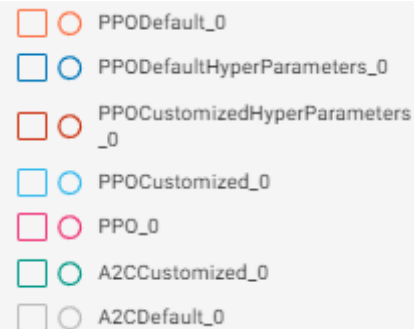 PPODefault_0
PPODefaultHyperParameters_0
PPOCustomizedHyperParameters
_0
PPOCustomized_0
PPO_0
A2CCustomized_0
A2CDefault_0